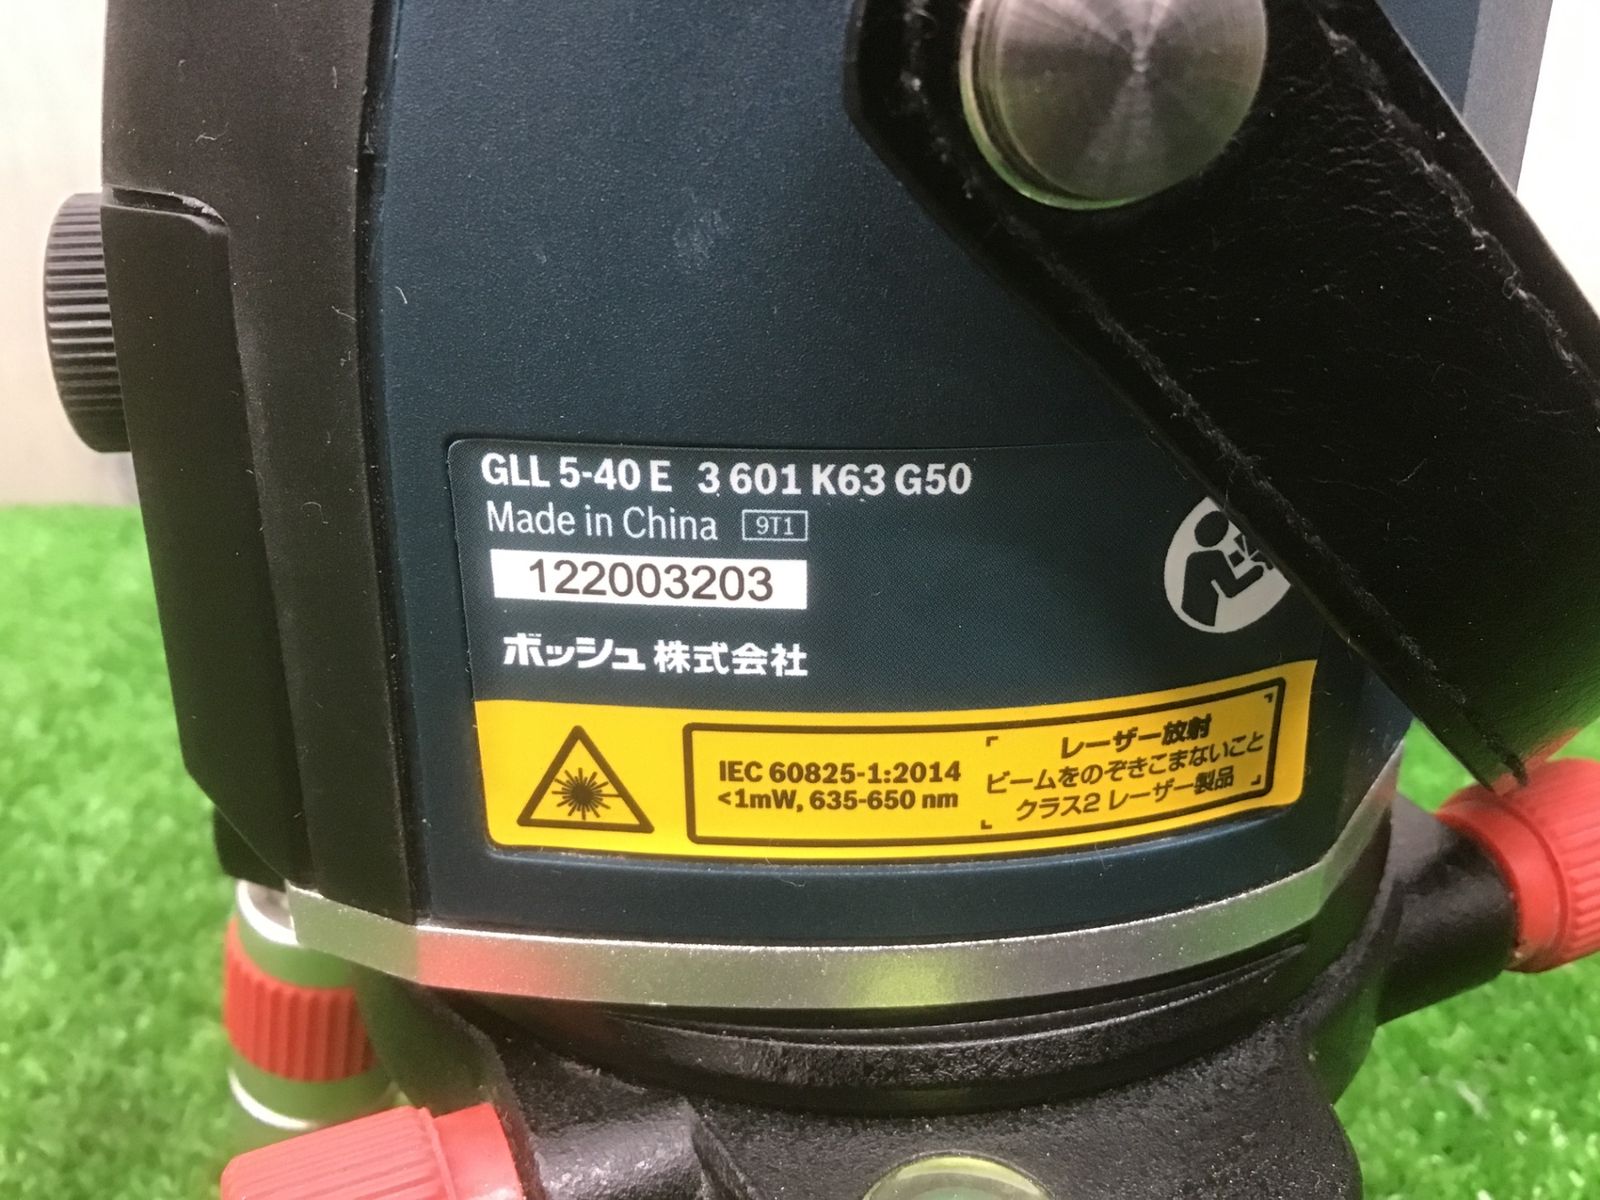 GLL 5-40 E 3 601 K63 G50
Made in China 9T1
122003203
ボッシュ株式会社
IEC 60825-1:2014
<1mW, 635-650 nm
レーザー放射
ビームをのぞきこまないこと
クラス2 レーザー製品